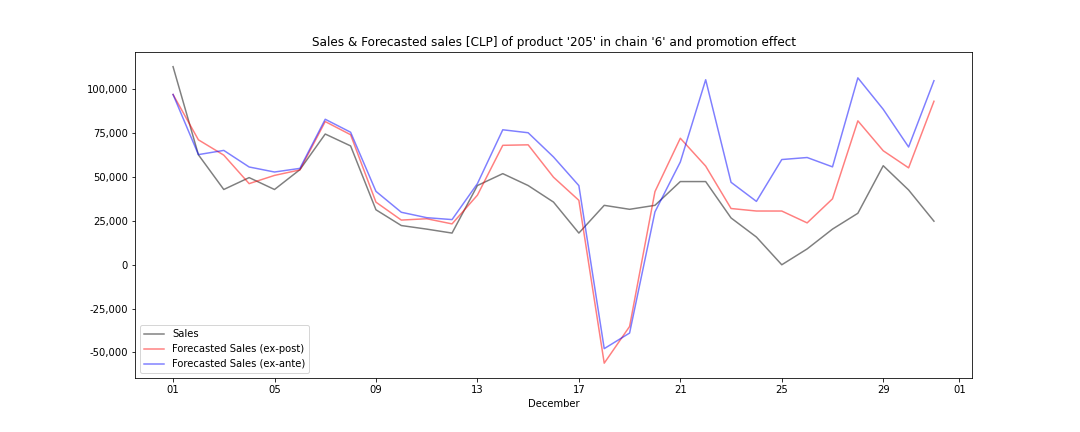 Sales & Forecasted sales [CLP] of product '205' in chain '6' and promotion effect
100,000
75,000
50,000
25,000
0
-25,000
-50,000
Sales
Forecasted Sales (ex-post)
Forecasted Sales (ex-ante)
01 05 09 13 17 21 25 29 01
December